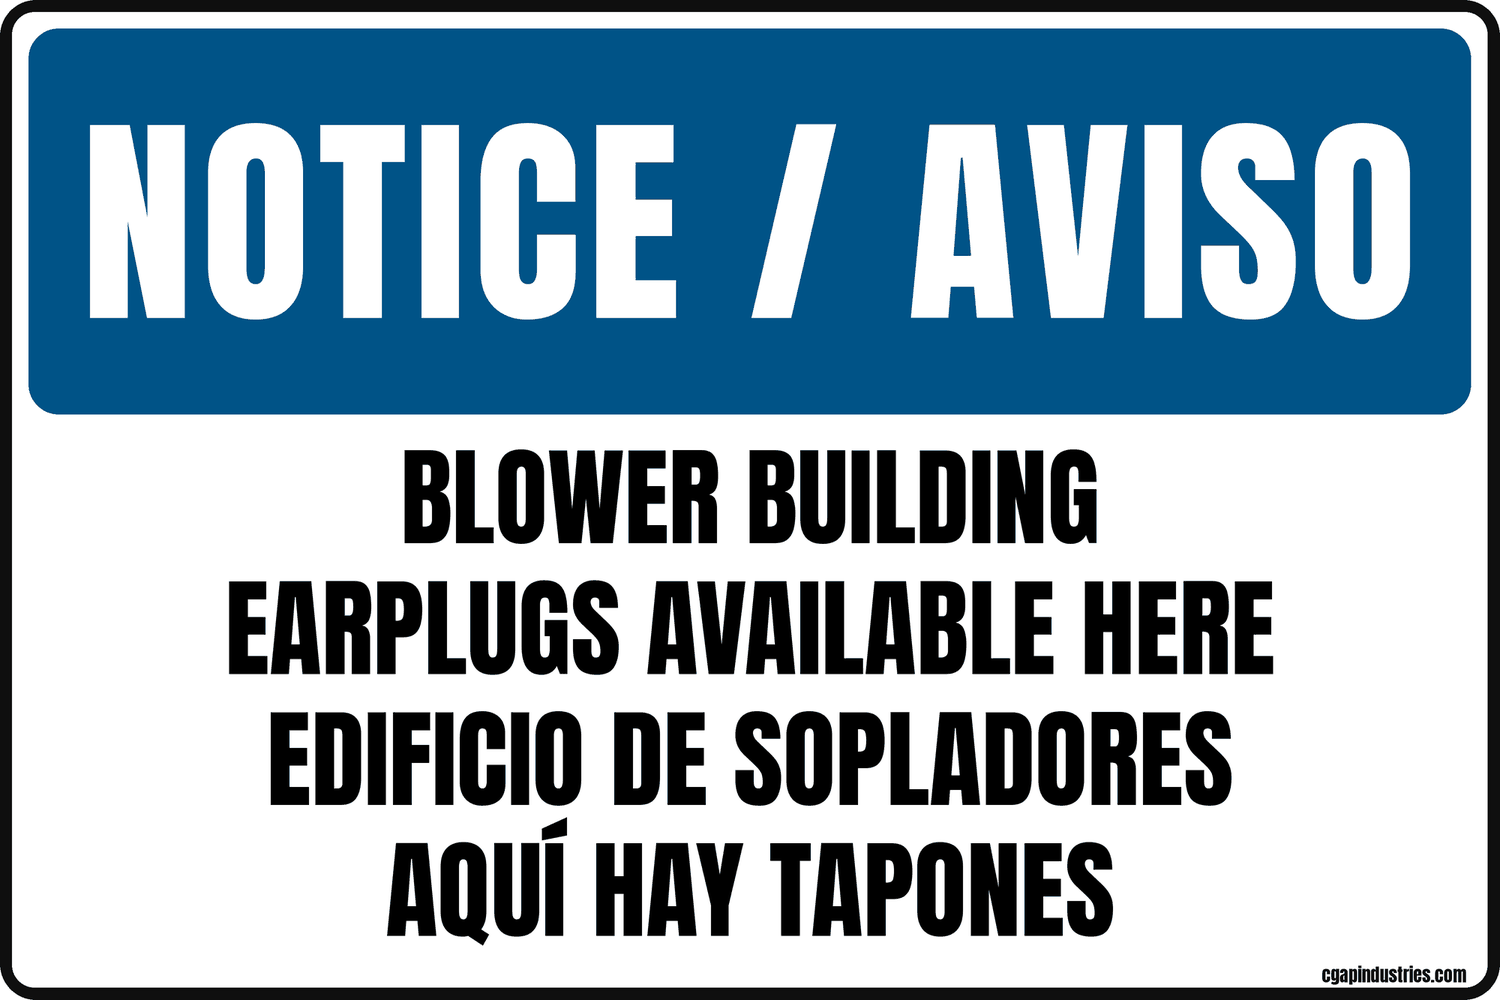 NOTICE / AVISO
BLOWER BUILDING
EARPLUGS AVAILABLE HERE
EDIFICIO DE SOPLADORES
AQUÍ HAY TAPONES
cgapindustries.com